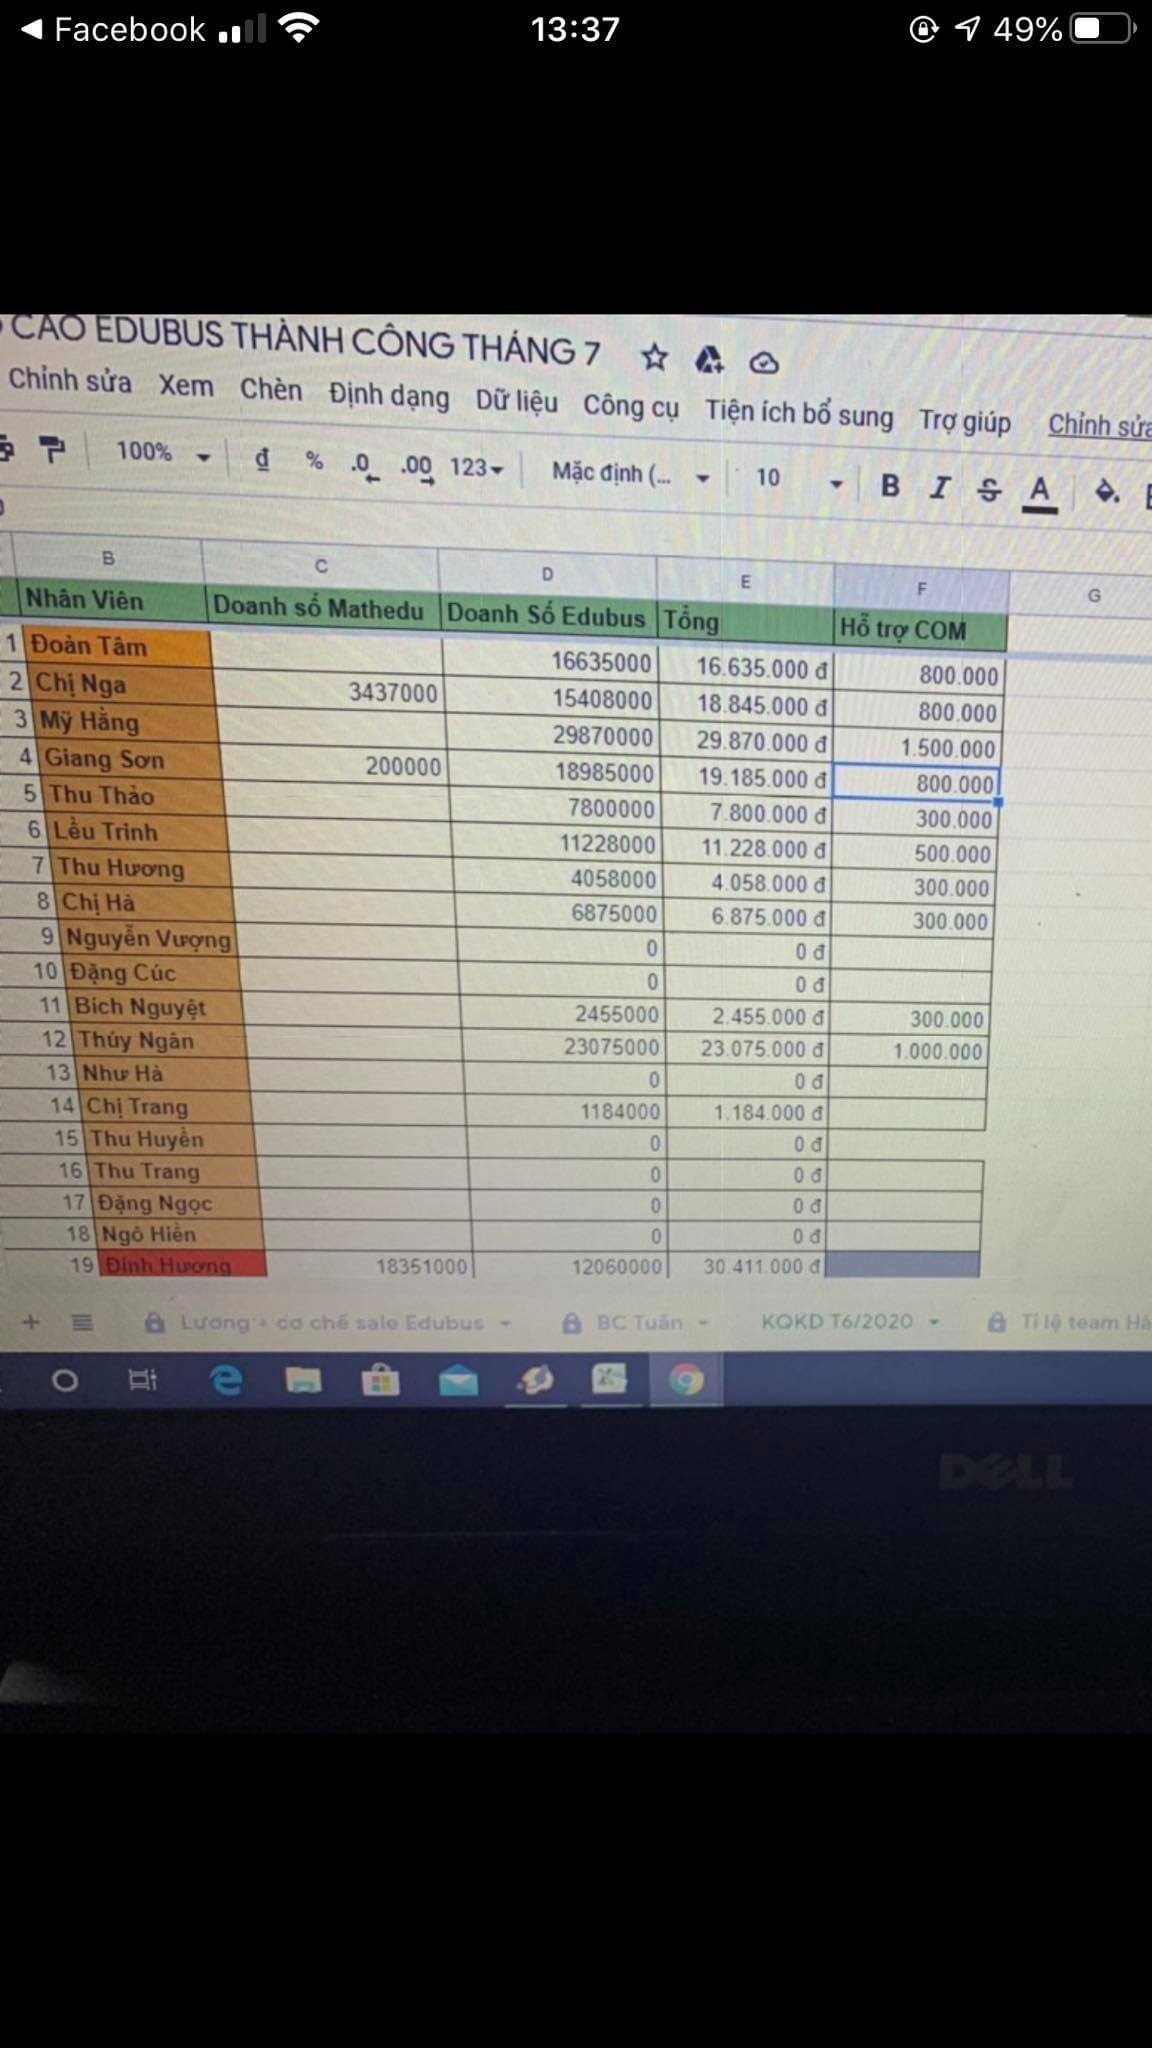 Facebook 13:37 49%
CÁO EDUBUS THÀNH CÔNG THÁNG 7
Chỉnh sửa Xem Chèn Định dạng Dữ liệu Công cụ Tiện ích bổ sung Trợ giúp Chỉnh sửa
100% đ % .0 .00 123 Mặc định (... 10 B I S A
B C D E F G
Nhân Viên Doanh số Mathedu Doanh Số Edubus Tổng Hỗ trợ COM
1 Đoàn Tâm 16635000 16.635.000 đ 800.000
2 Chị Nga 3437000 15408000 18.845.000 đ 800.000
3 Mỹ Hằng 29870000 29.870.000 đ 1.500.000
4 Giang Sơn 200000 18985000 19.185.000 đ 800.000
5 Thu Thảo 7800000 7.800.000 đ 300.000
6 Lều Trinh 11228000 11.228.000 đ 500.000
7 Thu Hương 4058000 4.058.000 đ 300.000
8 Chị Hà 6875000 6.875.000 đ 300.000
9 Nguyễn Vượng 0 0 đ
10 Đặng Cúc 0 0 đ
11 Bích Nguyệt 2455000 2.455.000 đ 300.000
12 Thúy Ngân 23075000 23.075.000 đ 1.000.000
13 Như Hà 0 0 đ
14 Chị Trang 1184000 1.184.000 đ
15 Thu Huyền 0 0 đ
16 Thu Trang 0 0 đ
17 Đặng Ngọc 0 0 đ
18 Ngô Hiền 0 0 đ
19 Đinh Hương 18351000 12060000 30.411.000 đ
Lương + cơ chế sale Edubus BC Tuần KQKD T6/2020 Tỉ lệ team Hà
DELL